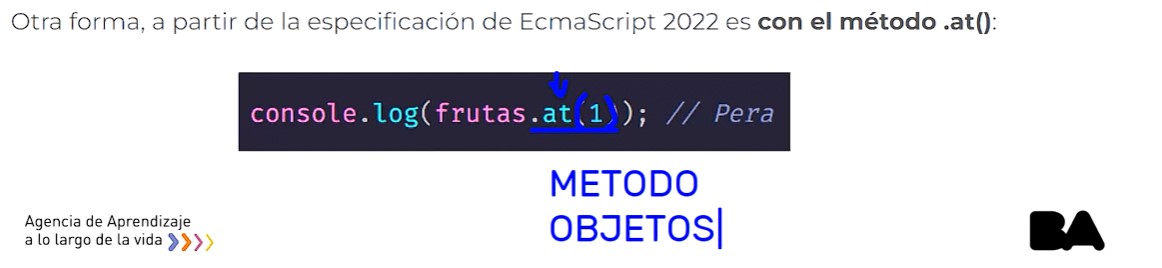 Otra forma, a partir de la especificación de EcmaScript 2022 es con el método .at():
console.log(frutas.at(1)); // Pera
METODO
OBJETOS
Agencia de Aprendizaje
a lo largo de la vida
BA